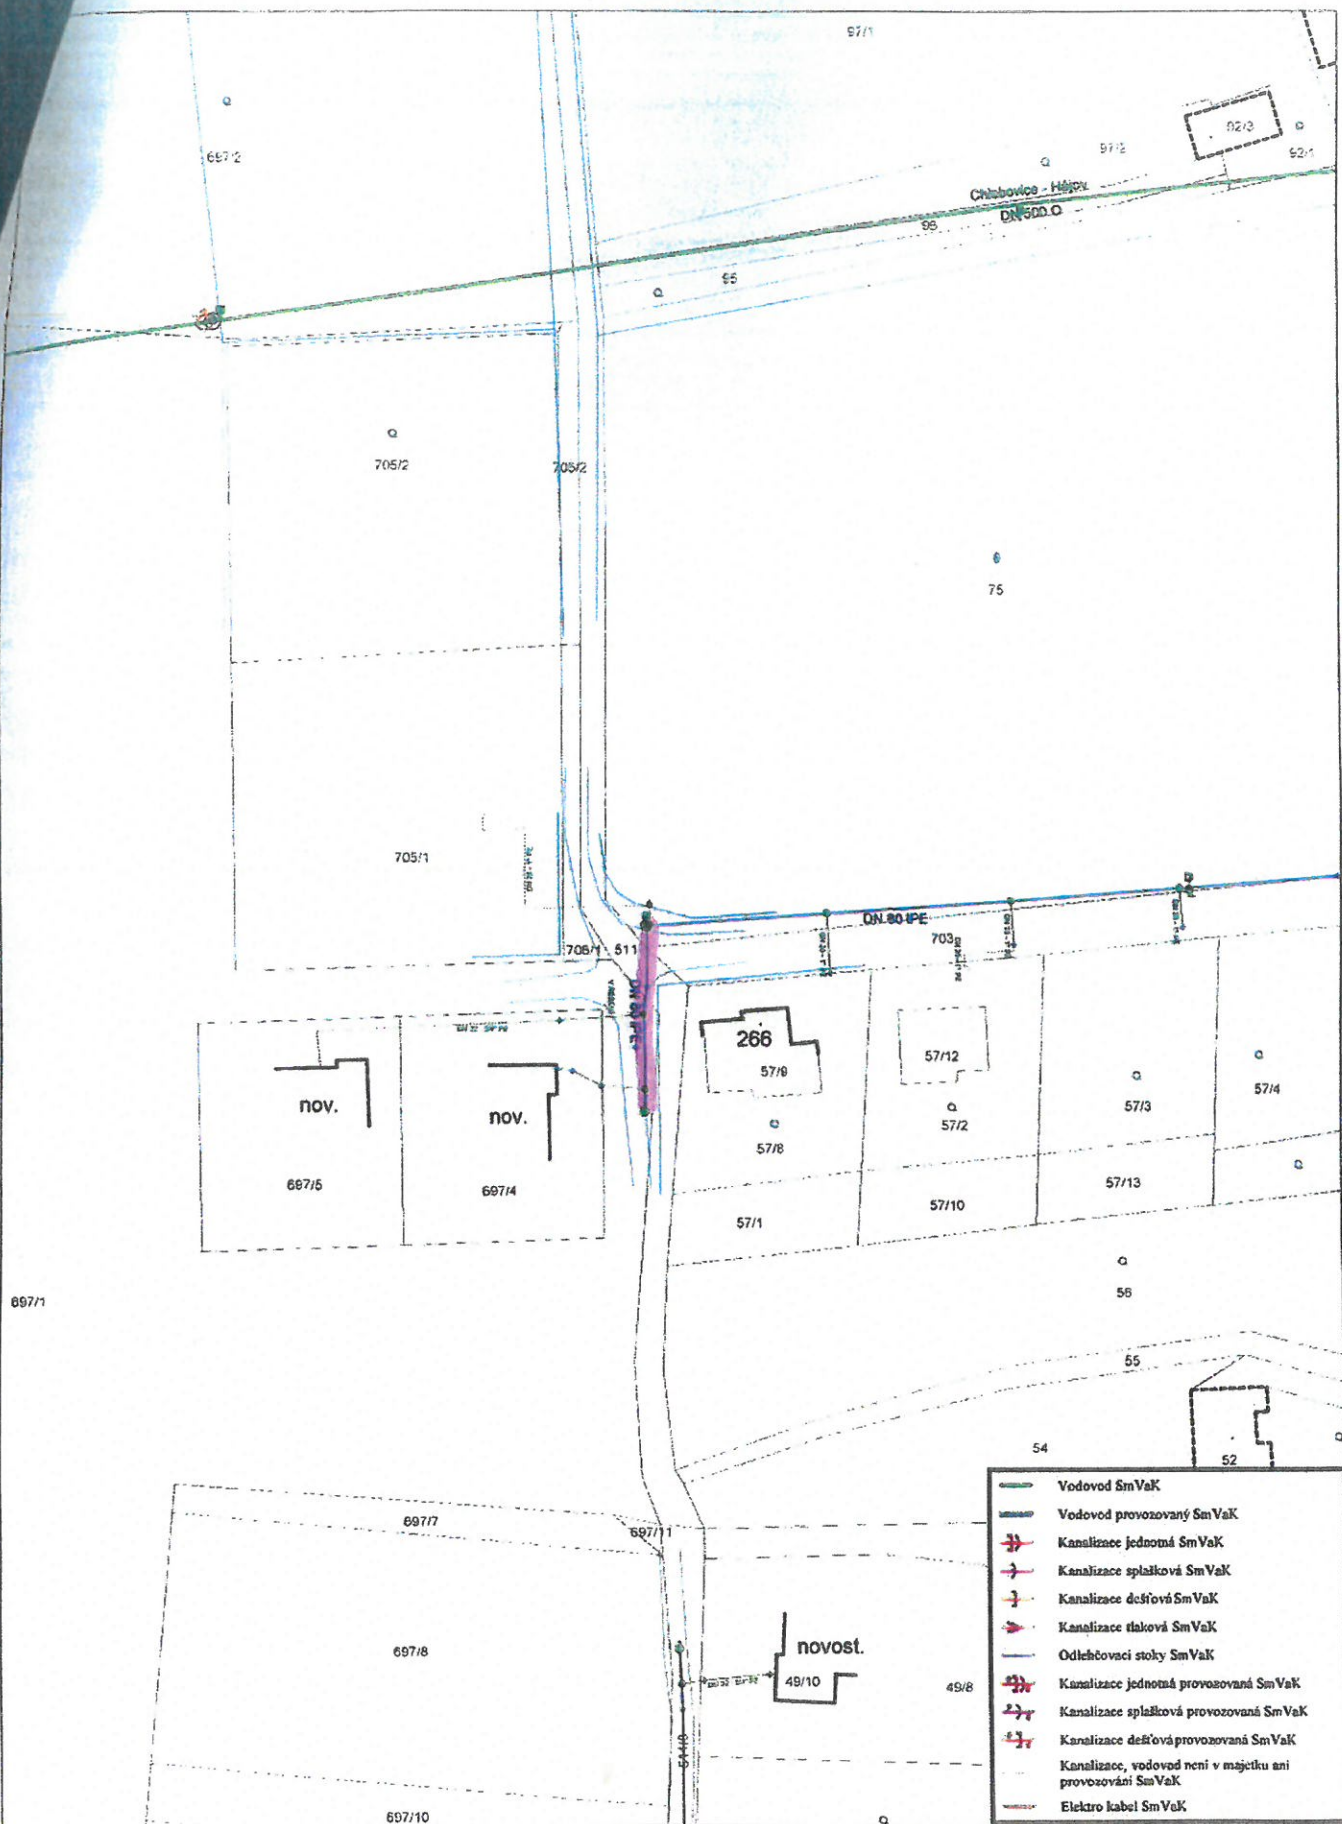 97/1
92/3
92/1
97/2
697/2
Chlebovice - Hájov
DN 500 O
96
95
705/2
705/2
75
705/1
DN 80 IPE
703
706/1
511
266
57/9
57/12
57/4
57/3
57/2
57/8
nov.
nov.
697/5
697/4
57/13
57/10
57/1
56
697/1
55
54
52
697/7
697/11
697/8
novost.
49/10
49/8
697/10
Vodovod SmVaK
Vodovod provozovaný SmVaK
Kanalizace jednotná SmVaK
Kanalizace splašková SmVaK
Kanalizace dešťová SmVaK
Kanalizace tlaková SmVaK
Odlehčovací stoky SmVaK
Kanalizace jednotná provozovaná SmVaK
Kanalizace splašková provozovaná SmVaK
Kanalizace dešťová provozovaná SmVaK
Kanalizace, vodovod není v majetku ani
provozování SmVaK
Elektro kabel SmVaK